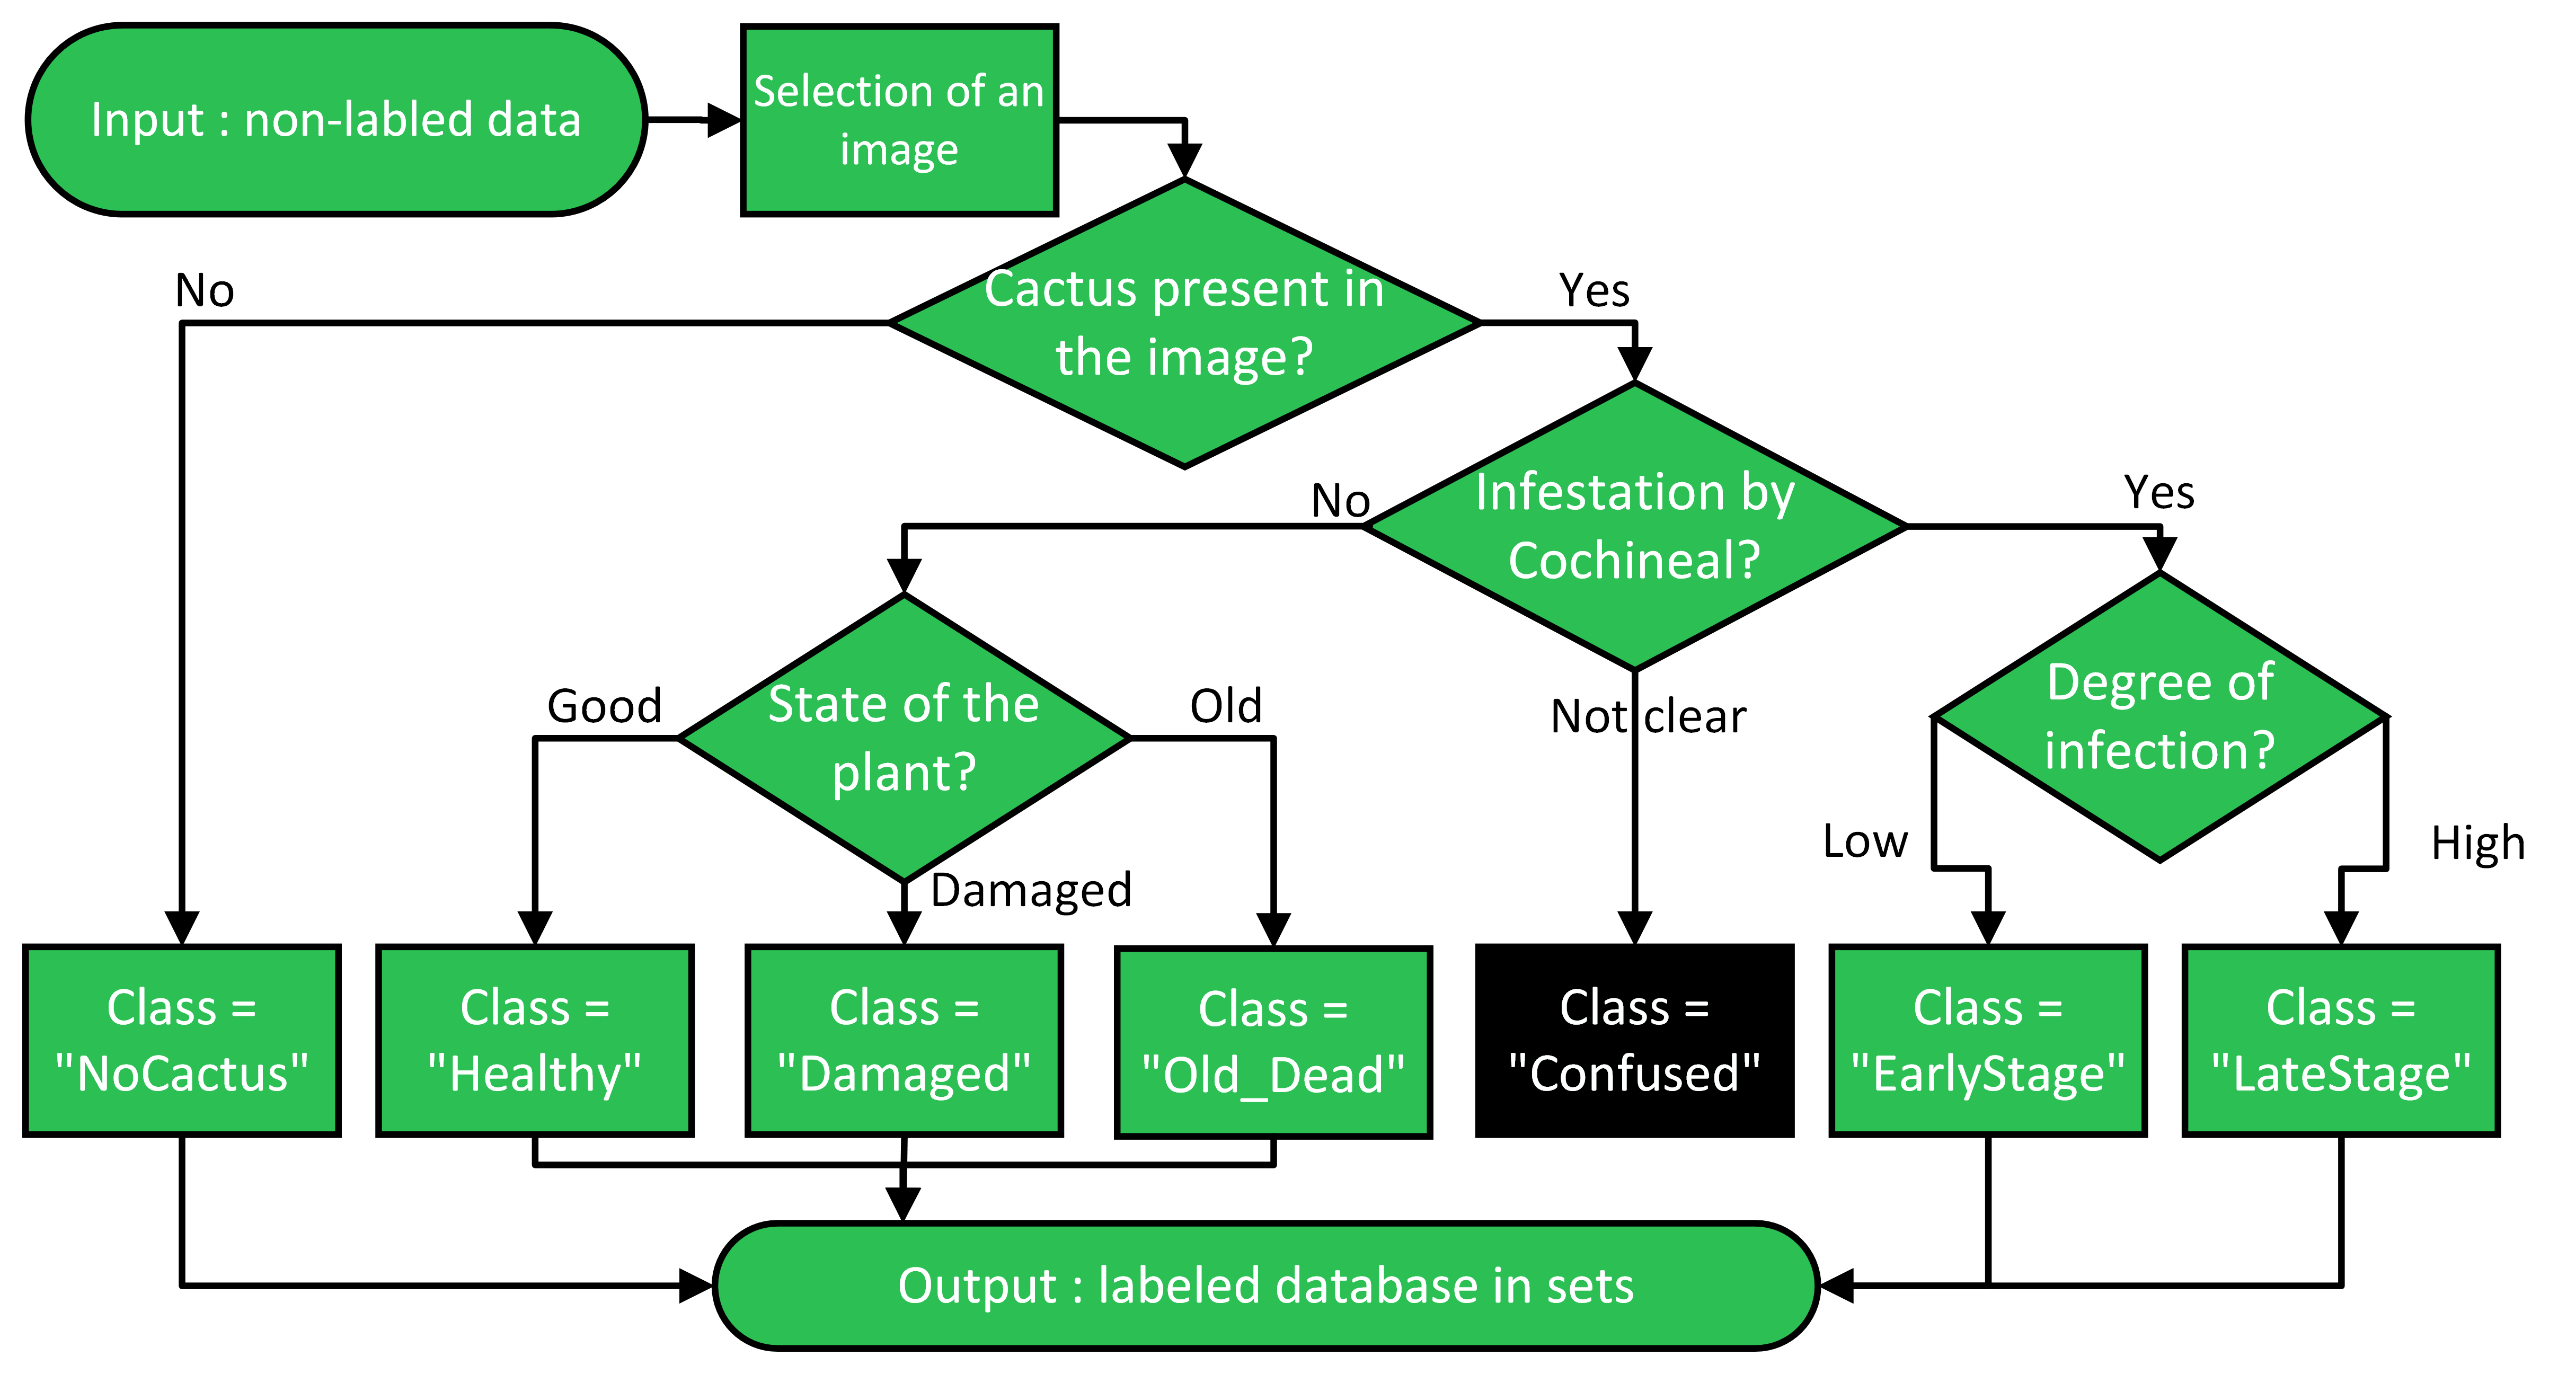 Input : non-labled data
Selection of an
image
Cactus present in
the image?
No
Yes
Infestation by
Cochineal?
No
Yes
Not clear
State of the
plant?
Good
Old
Damaged
Degree of
infection?
Low
High
Class =
"NoCactus"
Class =
"Healthy"
Class =
"Damaged"
Class =
"Old_Dead"
Class =
"Confused"
Class =
"EarlyStage"
Class =
"LateStage"
Output : labeled database in sets